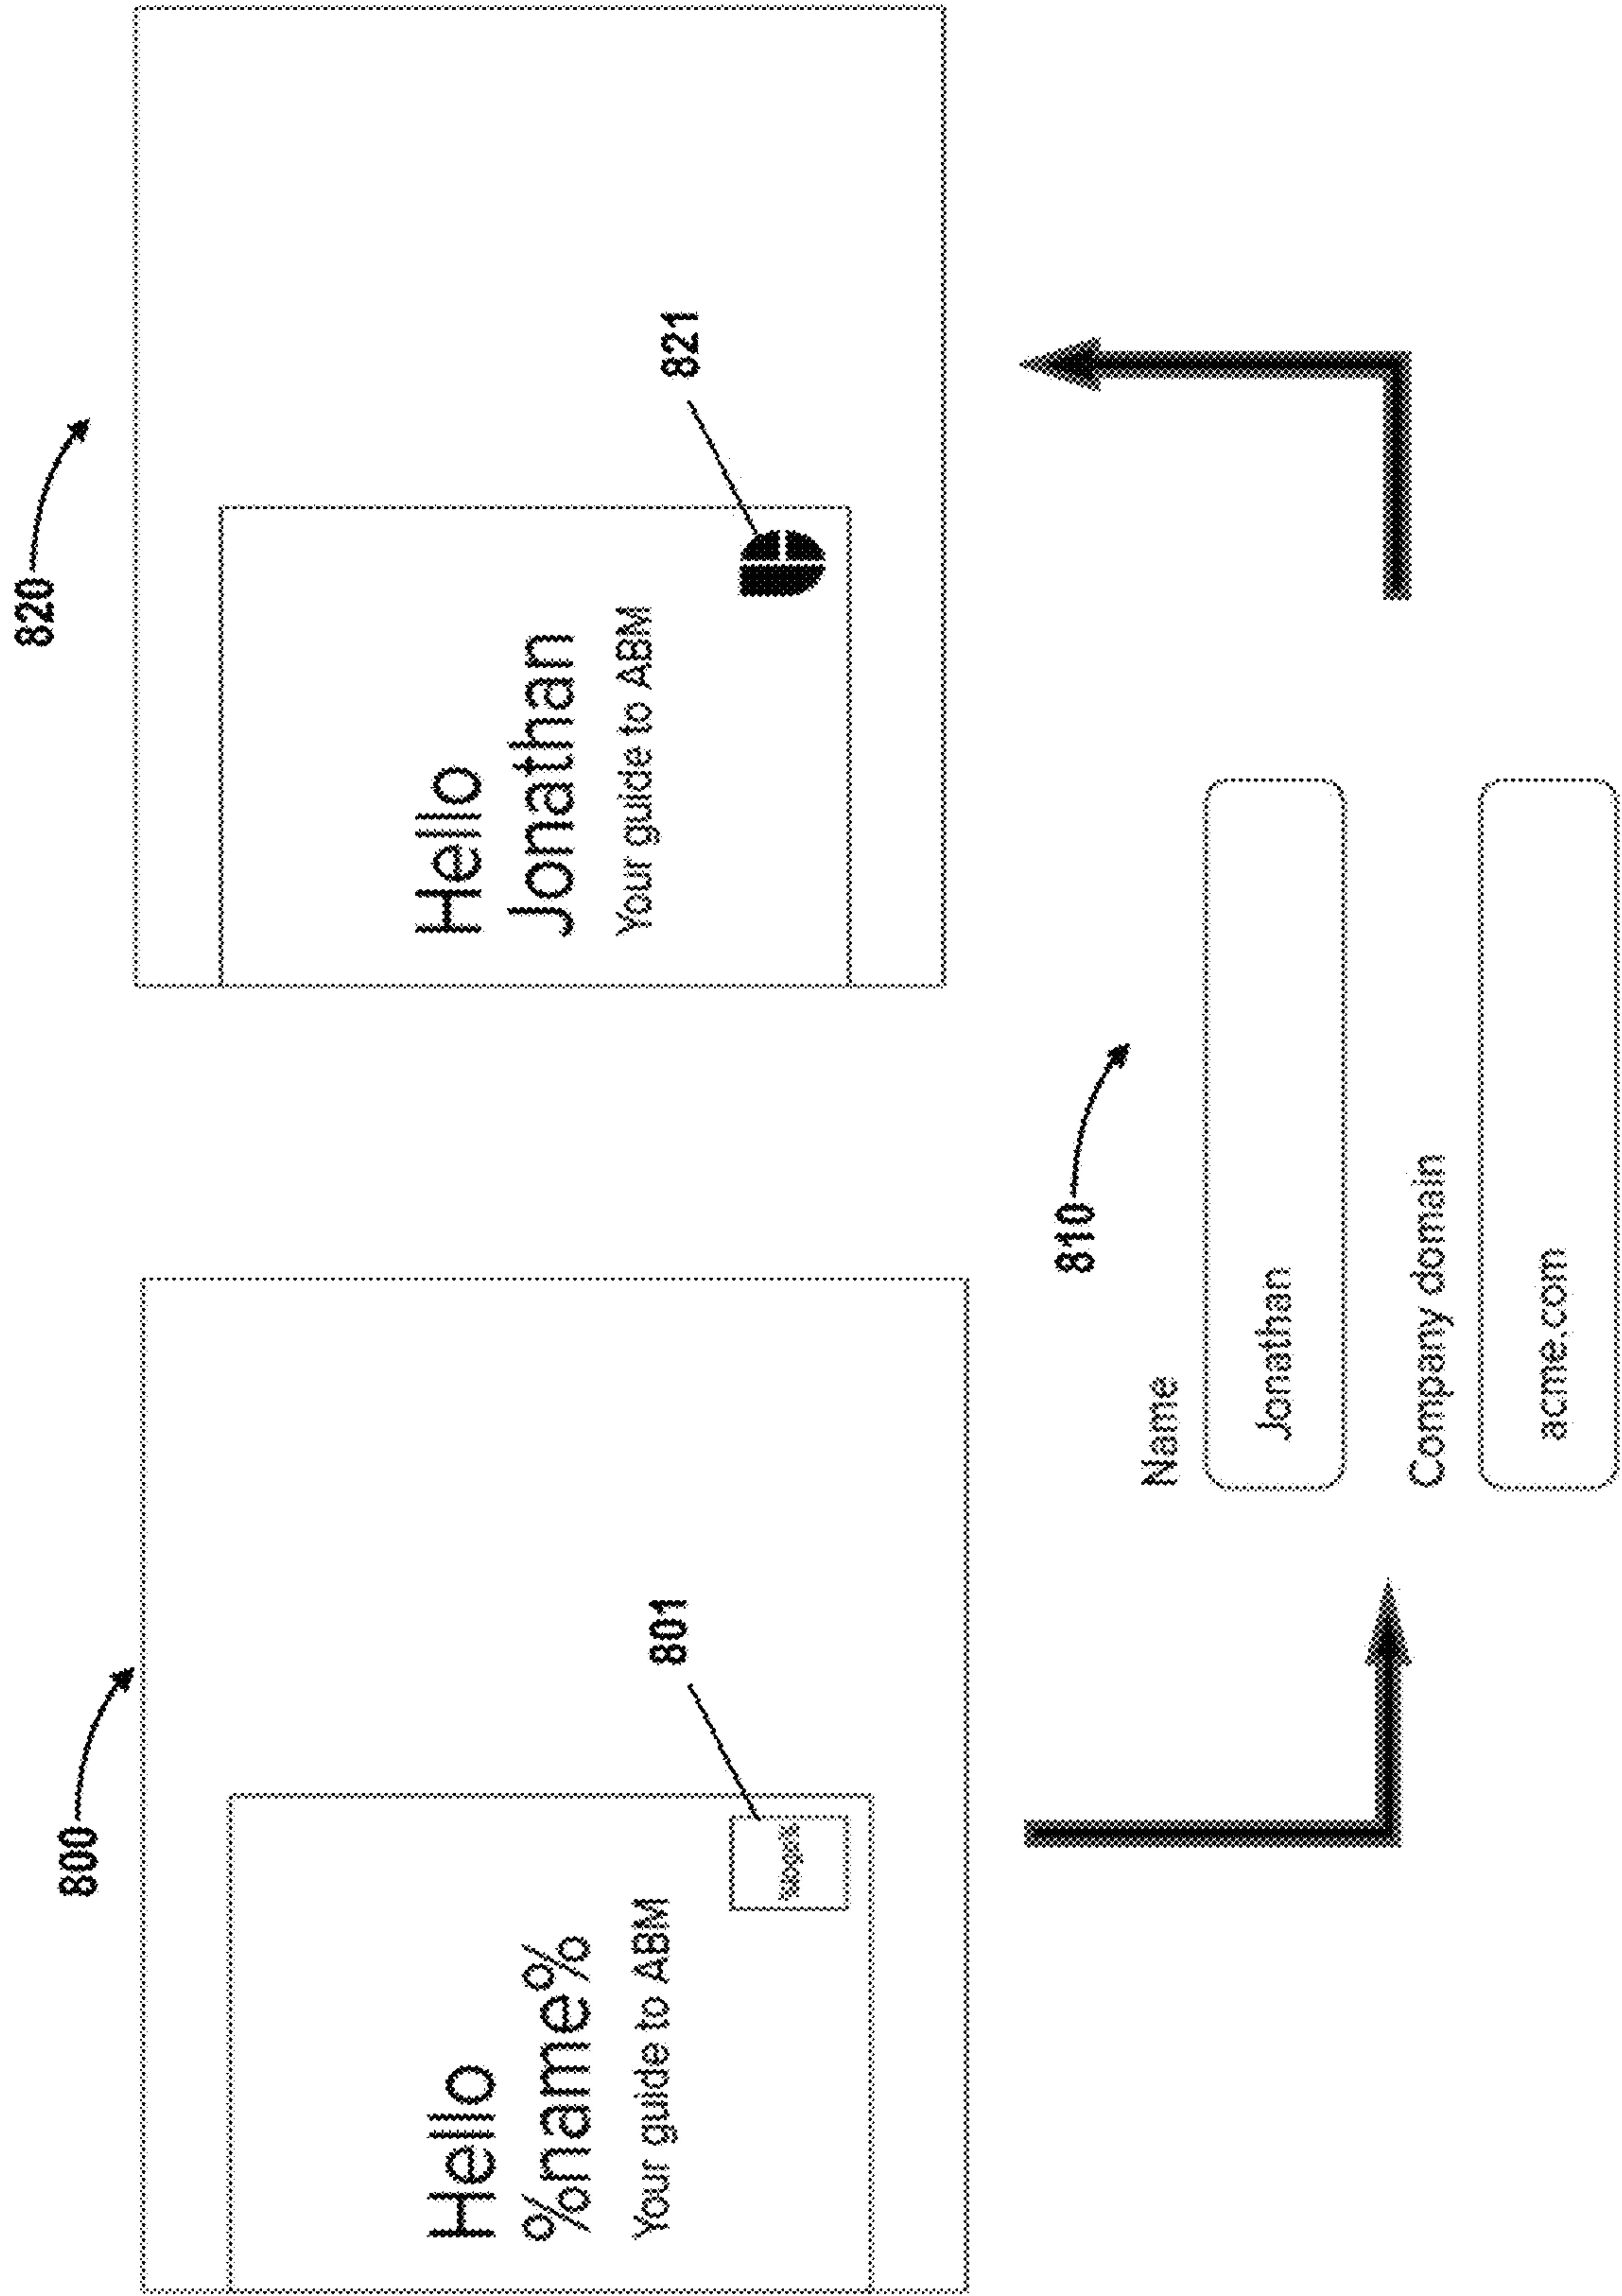 800
Hello
%name%
Your guide to ABM
801
820
Hello
Jonathan
Your guide to ABM
821
810
Name
Jonathan
Company domain
acme.com